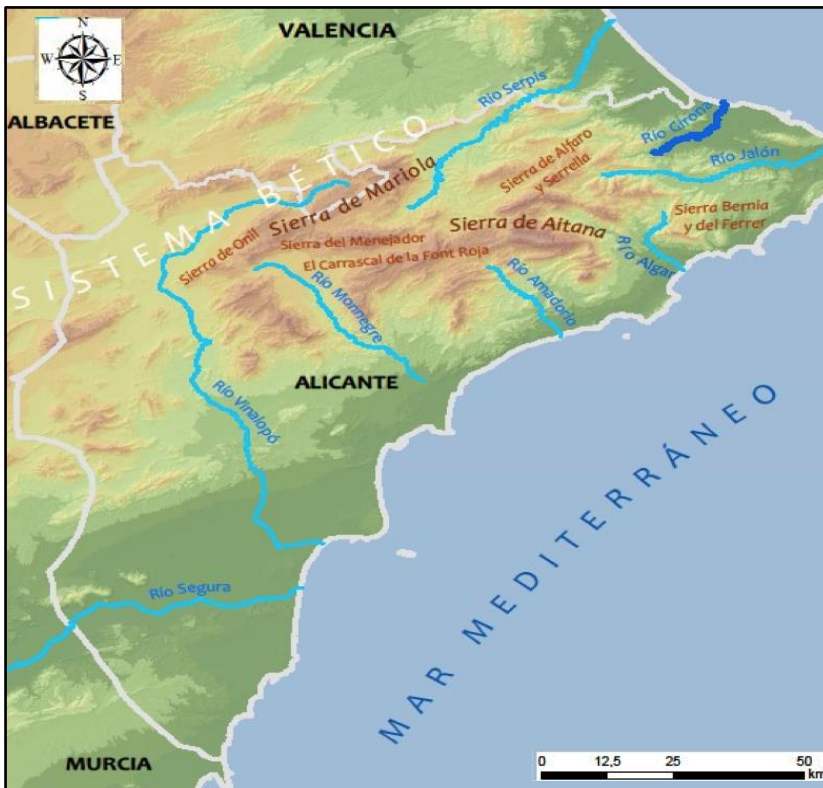 N
W E
S
VALENCIA
ALBACETE
Río Serpis
Río Girona
Río Jalón
SISTEMA BÉTICO
Sierra de Mariola
Sierra de Alfaro
y Serrella
Sierra de Onil
Sierra del Menejador
El Carrascal de la Font Roja
Sierra de Aitana
Sierra Bernia
y del Ferrer
Río Algar
Río Amadorio
Río Monnegre
ALICANTE
Río Vinalopó
MAR MEDITERRÁNEO
Río Segura
MURCIA
0 12,5 25 50
km